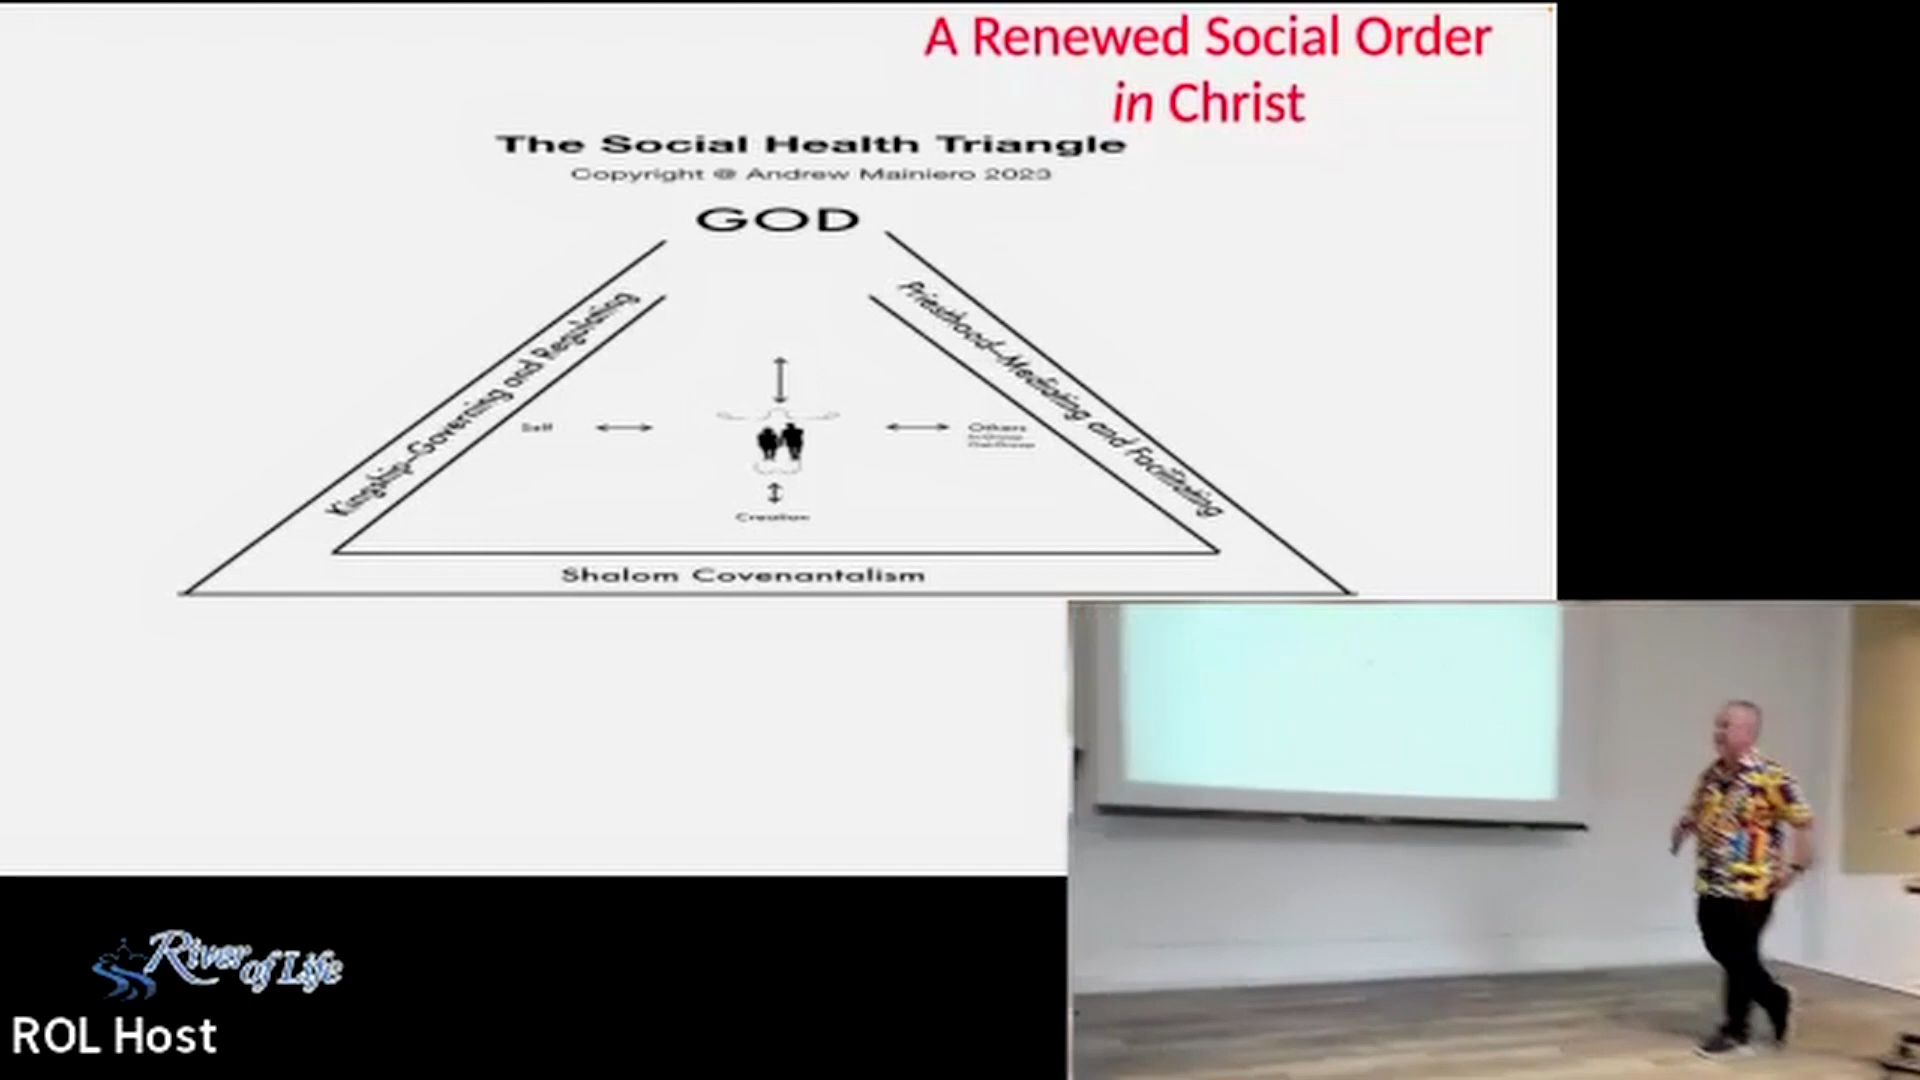 A Renewed Social Order
in Christ
The Social Health Triangle
Copyright @ Andrew Mainiero 2023
GOD
Kingship-Governing and Regulating
Priesthood-Mediating and Facilitating
Self
Others
Creation
Shalom Covenantalism
River of Life
ROL Host